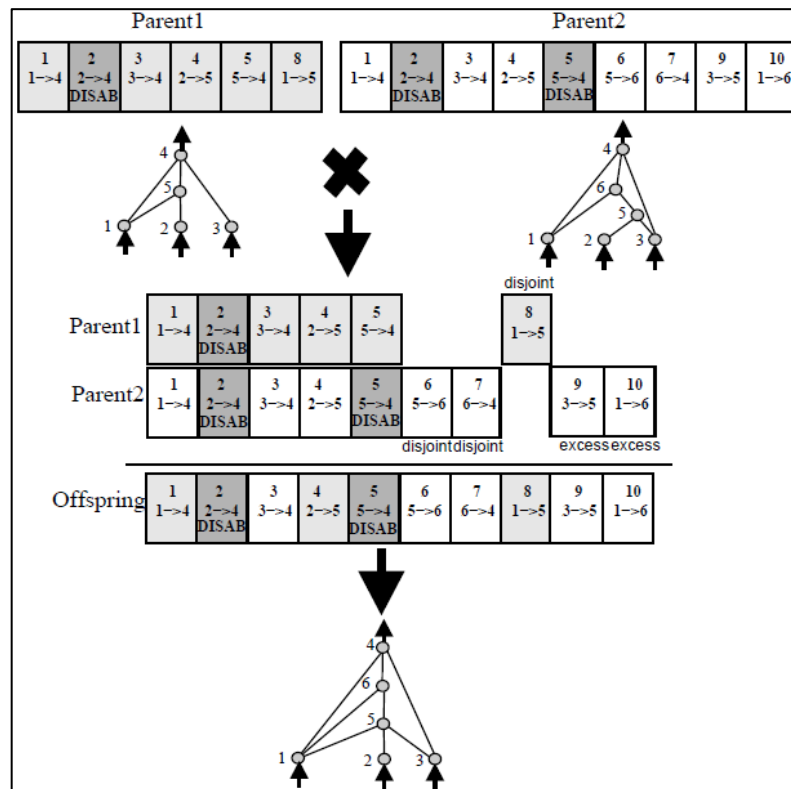 Parent1 Parent2
1 2 3 4 5 8 1 2 3 4 5 6 7 9 10
1->4 2->4 3->4 2->5 5->4 1->5 1->4 2->4 3->4 2->5 5->4 5->6 6->4 3->5 1->6
DISAB DISAB DISAB
4 4
5 6
5
1 2 3 1 2 3
disjoint
Parent1
1 2 3 4 5 8
1->4 2->4 3->4 2->5 5->4 1->5
DISAB
Parent2
1 2 3 4 5 6 7 9 10
1->4 2->4 3->4 2->5 5->4 5->6 6->4 3->5 1->6
DISAB DISAB
disjoint disjoint excess excess
Offspring
1 2 3 4 5 6 7 8 9 10
1->4 2->4 3->4 2->5 5->4 5->6 6->4 1->5 3->5 1->6
DISAB DISAB
4
6
5
1 2 3